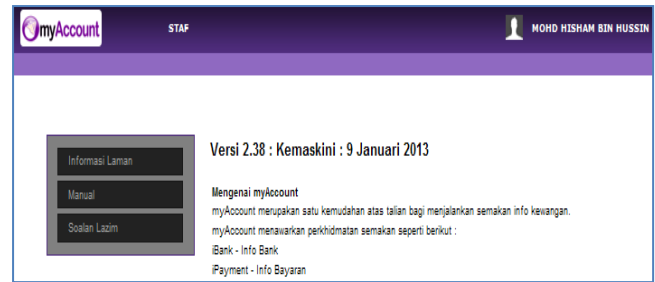 myAccount
STAF
MOHD HISHAM BIN HUSSIN
Informasi Laman
Manual
Soalan Lazim
Versi 2.38 : Kemaskini : 9 Januari 2013
Mengenai myAccount
myAccount merupakan satu kemudahan atas talian bagi menjalankan semakan info kewangan.
myAccount menawarkan perkhidmatan semakan seperti berikut :
iBank - Info Bank
iPayment - Info Bayaran